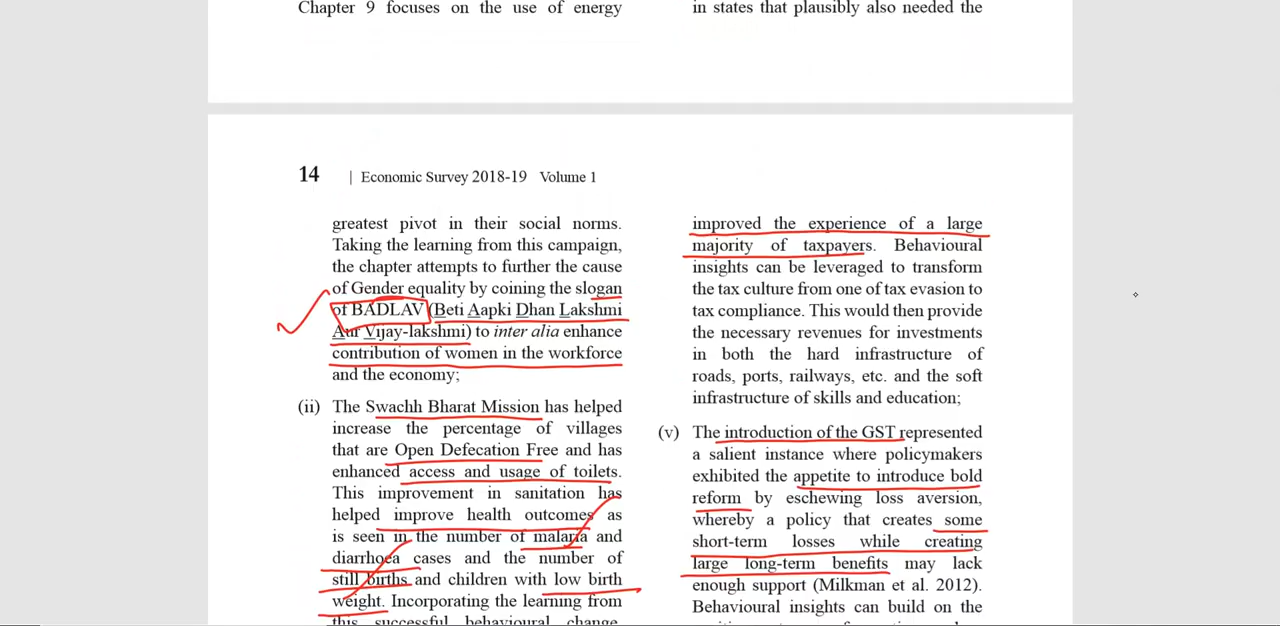 Chapter 9 focuses on the use of energy
in states that plausibly also needed the
14 | Economic Survey 2018-19 Volume 1
greatest pivot in their social norms.
Taking the learning from this campaign,
the chapter attempts to further the cause
of Gender equality by coining the slogan
of BADLAV (Beti Aapki Dhan Lakshmi
Aur Vijay-lakshmi) to inter alia enhance
contribution of women in the workforce
and the economy;
(ii) The Swachh Bharat Mission has helped
increase the percentage of villages
that are Open Defecation Free and has
enhanced access and usage of toilets.
This improvement in sanitation has
helped improve health outcomes as
is seen in the number of malaria and
diarrhoea cases and the number of
still births and children with low birth
weight. Incorporating the learning from
this successful behavioural change,
improved the experience of a large
majority of taxpayers. Behavioural
insights can be leveraged to transform
the tax culture from one of tax evasion to
tax compliance. This would then provide
the necessary revenues for investments
in both the hard infrastructure of
roads, ports, railways, etc. and the soft
infrastructure of skills and education;
(v) The introduction of the GST represented
a salient instance where policymakers
exhibited the appetite to introduce bold
reform by eschewing loss aversion,
whereby a policy that creates some
short-term losses while creating
large long-term benefits may lack
enough support (Milkman et al. 2012).
Behavioural insights can build on the